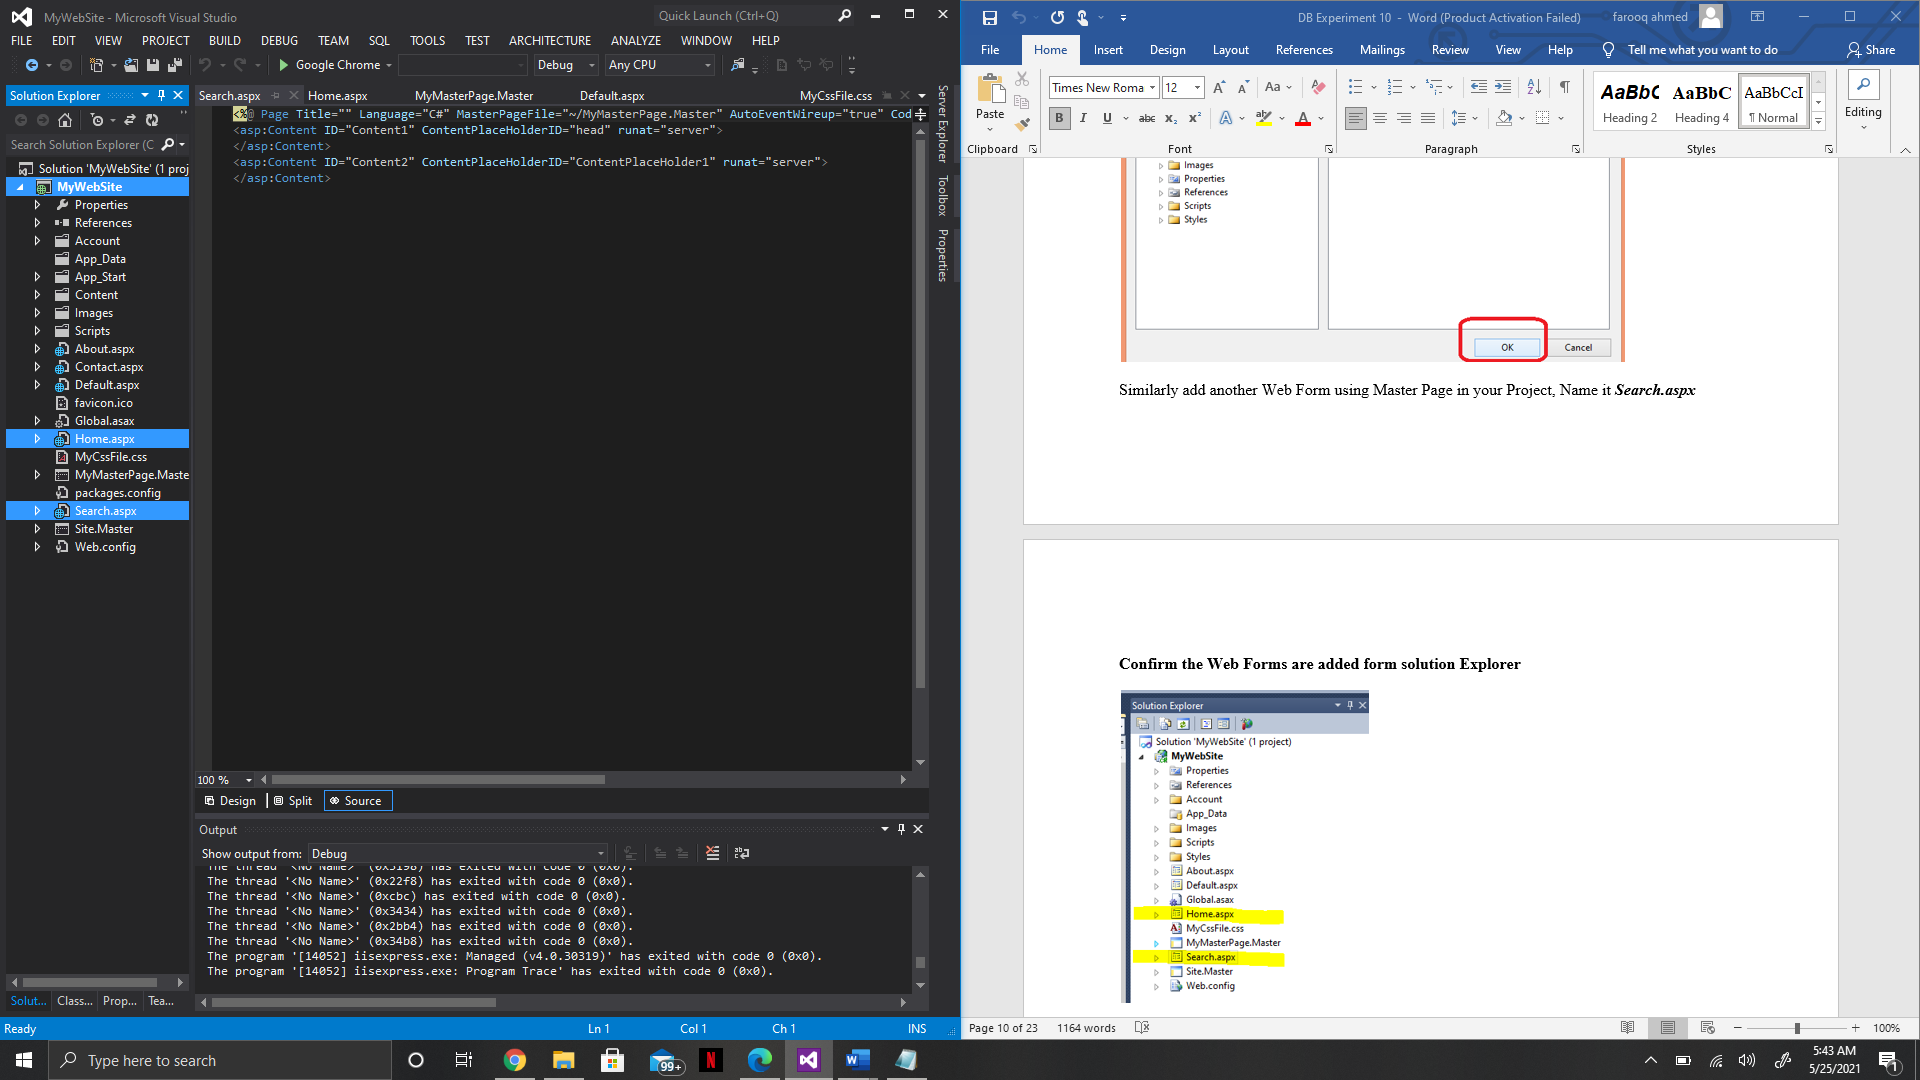 MyWebSite - Microsoft Visual Studio
Quick Launch (Ctrl+Q)
FILE EDIT VIEW PROJECT BUILD DEBUG TEAM SQL TOOLS TEST ARCHITECTURE ANALYZE WINDOW HELP
Google Chrome Debug Any CPU
Solution Explorer
Search Solution Explorer (C
Solution 'MyWebSite' (1 proj
MyWebSite
Properties
References
Account
App_Data
App_Start
Content
Images
Scripts
About.aspx
Contact.aspx
Default.aspx
favicon.ico
Global.asax
Home.aspx
MyCssFile.css
MyMasterPage.Maste
packages.config
Search.aspx
Site.Master
Web.config
Solut... Class... Prop... Tea...
Search.aspx Home.aspx MyMasterPage.Master Default.aspx MyCssFile.css
<%@ Page Title="" Language="C#" MasterPageFile="~/MyMasterPage.Master" AutoEventWireup="true" Cod
<asp:Content ID="Content1" ContentPlaceHolderID="head" runat="server">
</asp:Content>
<asp:Content ID="Content2" ContentPlaceHolderID="ContentPlaceHolder1" runat="server">
</asp:Content>
Server Explorer
Toolbox
Properties
100 %
Design Split Source
Output
Show output from: Debug
The thread '<No Name>' (0x3198) has exited with code 0 (0x0).
The thread '<No Name>' (0x22f8) has exited with code 0 (0x0).
The thread '<No Name>' (0xcbc) has exited with code 0 (0x0).
The thread '<No Name>' (0x3434) has exited with code 0 (0x0).
The thread '<No Name>' (0x2bb4) has exited with code 0 (0x0).
The thread '<No Name>' (0x34b8) has exited with code 0 (0x0).
The program '[14052] iisexpress.exe: Managed (v4.0.30319)' has exited with code 0 (0x0).
The program '[14052] iisexpress.exe: Program Trace' has exited with code 0 (0x0).
Ready Ln 1 Col 1 Ch 1 INS
DB Experiment 10 - Word (Product Activation Failed)
farooq ahmed
File Home Insert Design Layout References Mailings Review View Help Tell me what you want to do Share
Paste
Times New Roma 12 Aa
B I U abc x₂ x² A A
AaBbC AaBbC AaBbCcI
Heading 2 Heading 4 ¶ Normal
Editing
Clipboard Font Paragraph Styles
Images
Properties
References
Scripts
Styles
OK Cancel
Similarly add another Web Form using Master Page in your Project, Name it Search.aspx
Confirm the Web Forms are added form solution Explorer
Solution Explorer
Solution 'MyWebSite' (1 project)
MyWebSite
Properties
References
Account
App_Data
Images
Scripts
Styles
About.aspx
Default.aspx
Global.asax
Home.aspx
MyCssFile.css
MyMasterPage.Master
Search.aspx
Site.Master
Web.config
Page 10 of 23 1164 words
100%
Type here to search
99+
N
5:43 AM
5/25/2021
1